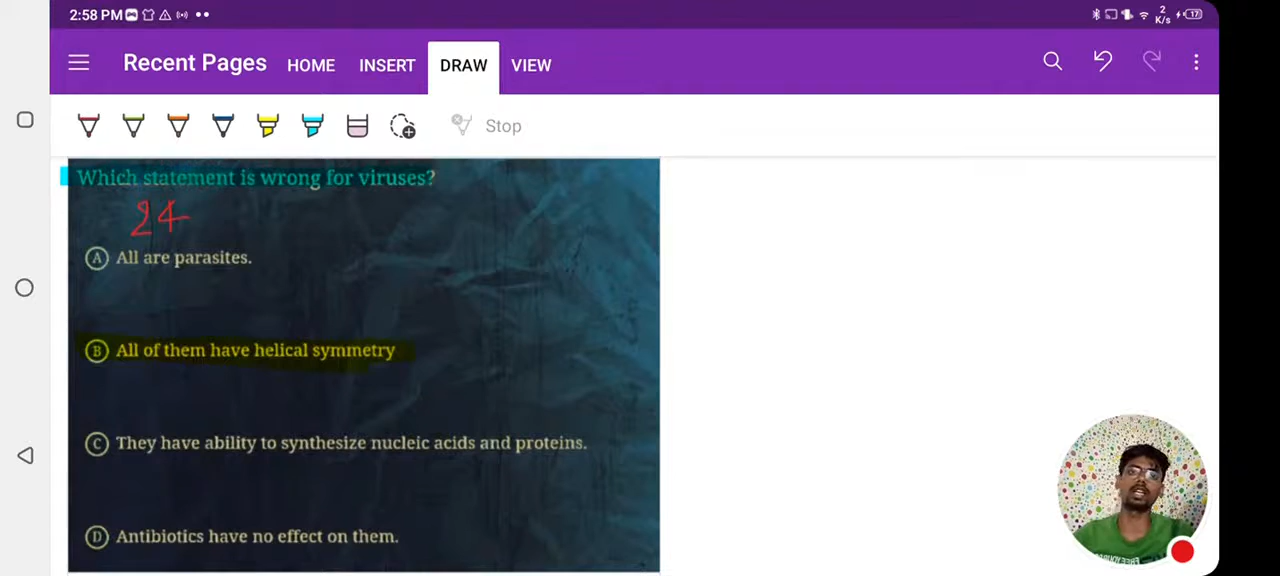 2:58 PM
2 K/s 17
Recent Pages HOME INSERT DRAW VIEW
Stop
Which statement is wrong for viruses?
24
A All are parasites.
B All of them have helical symmetry
C They have ability to synthesize nucleic acids and proteins.
D Antibiotics have no effect on them.